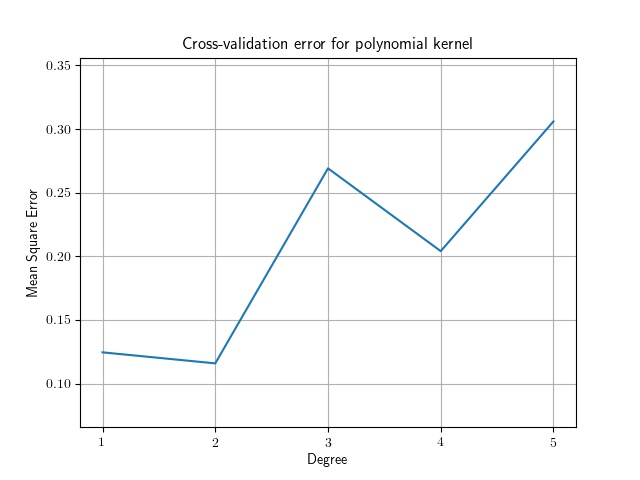 Cross-validation error for polynomial kernel
0.35
0.30
0.25
0.20
0.15
0.10
Mean Square Error
1 2 3 4 5
Degree